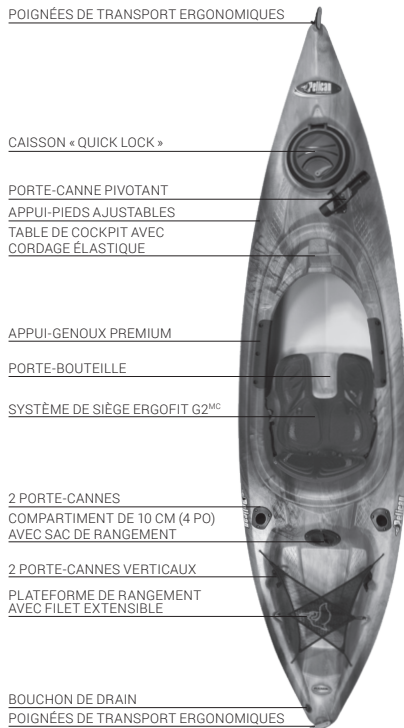 POIGNÉES DE TRANSPORT ERGONOMIQUES
Pelican
CAISSON « QUICK LOCK »
PORTE-CANNE PIVOTANT
APPUI-PIEDS AJUSTABLES
TABLE DE COCKPIT AVEC
CORDAGE ÉLASTIQUE
APPUI-GENOUX PREMIUM
PORTE-BOUTEILLE
SYSTÈME DE SIÈGE ERGOFIT G2ᴹᶜ
2 PORTE-CANNES
COMPARTIMENT DE 10 CM (4 PO)
AVEC SAC DE RANGEMENT
Pelican
2 PORTE-CANNES VERTICAUX
PLATEFORME DE RANGEMENT
AVEC FILET EXTENSIBLE
BOUCHON DE DRAIN
POIGNÉES DE TRANSPORT ERGONOMIQUES